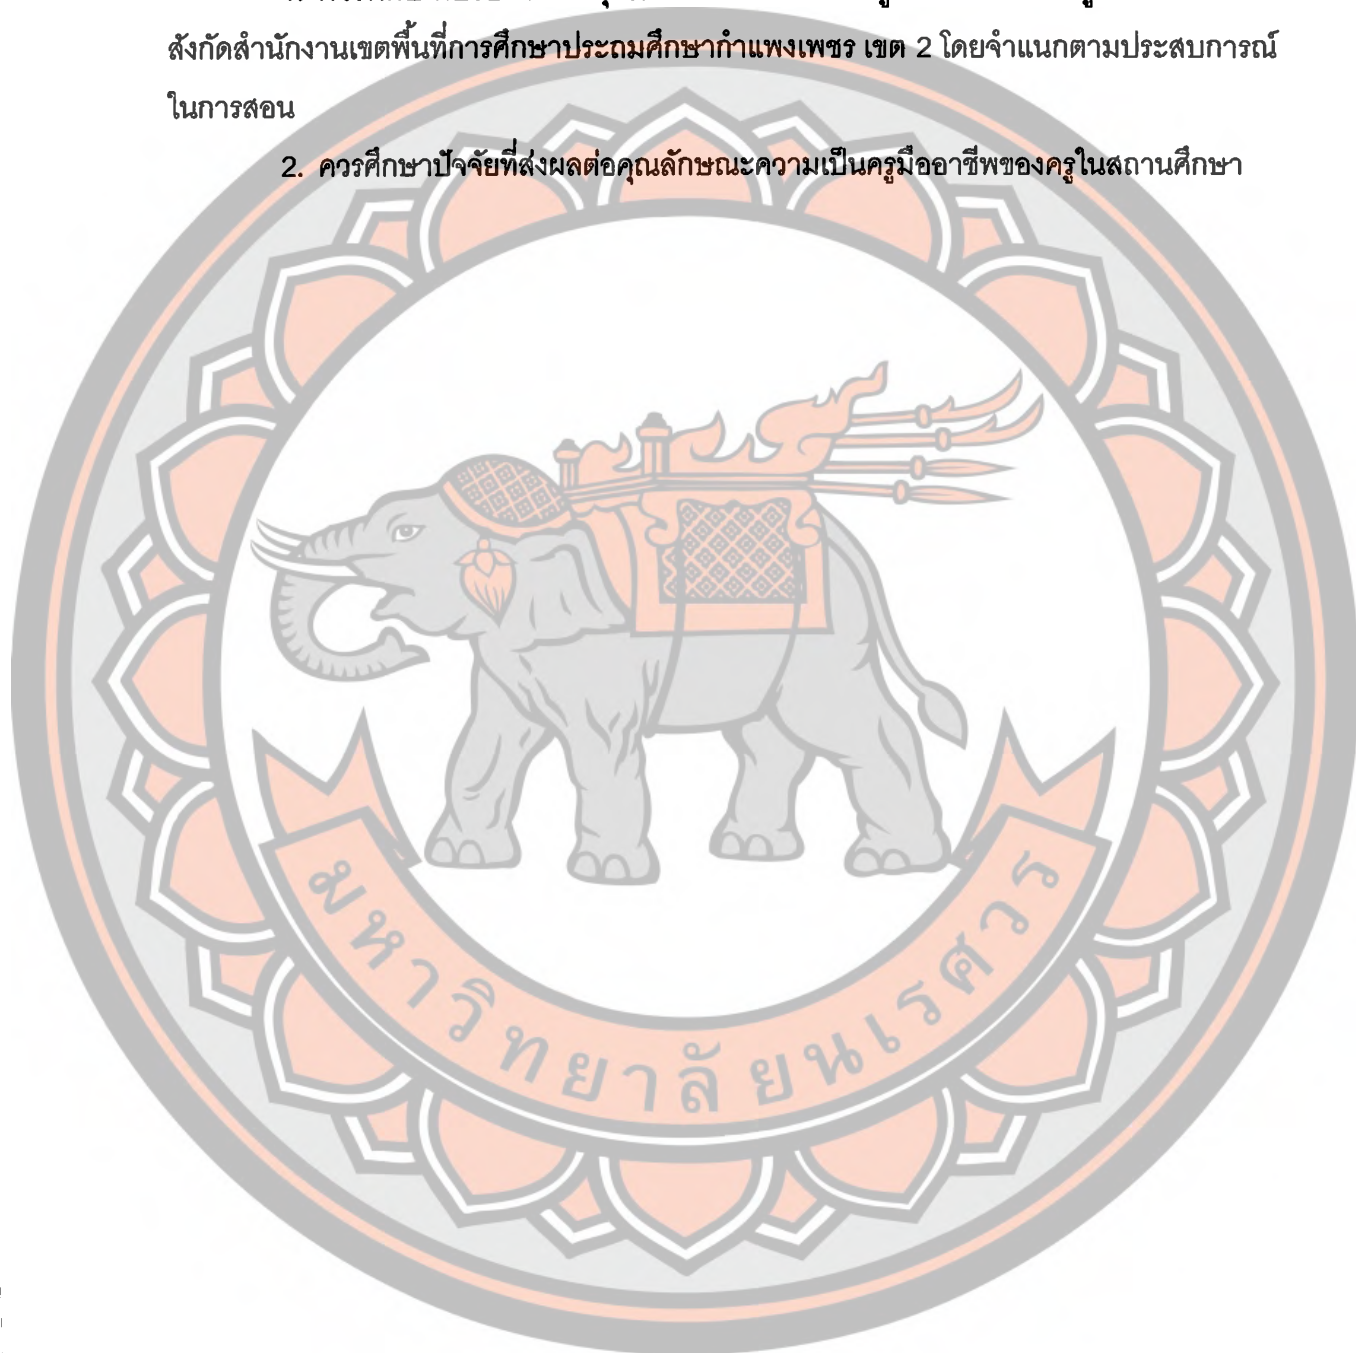 สังกัดสำนักงานเขตพื้นที่การศึกษาประถมศึกษากำแพงเพชร เขต 2 โดยจำแนกตามประสบการณ์
ในการสอน
2. ควรศึกษาปัจจัยที่ส่งผลต่อคุณลักษณะความเป็นครูมืออาชีพของครูในสถานศึกษา
มหาวิทยาลัยนเรศวร